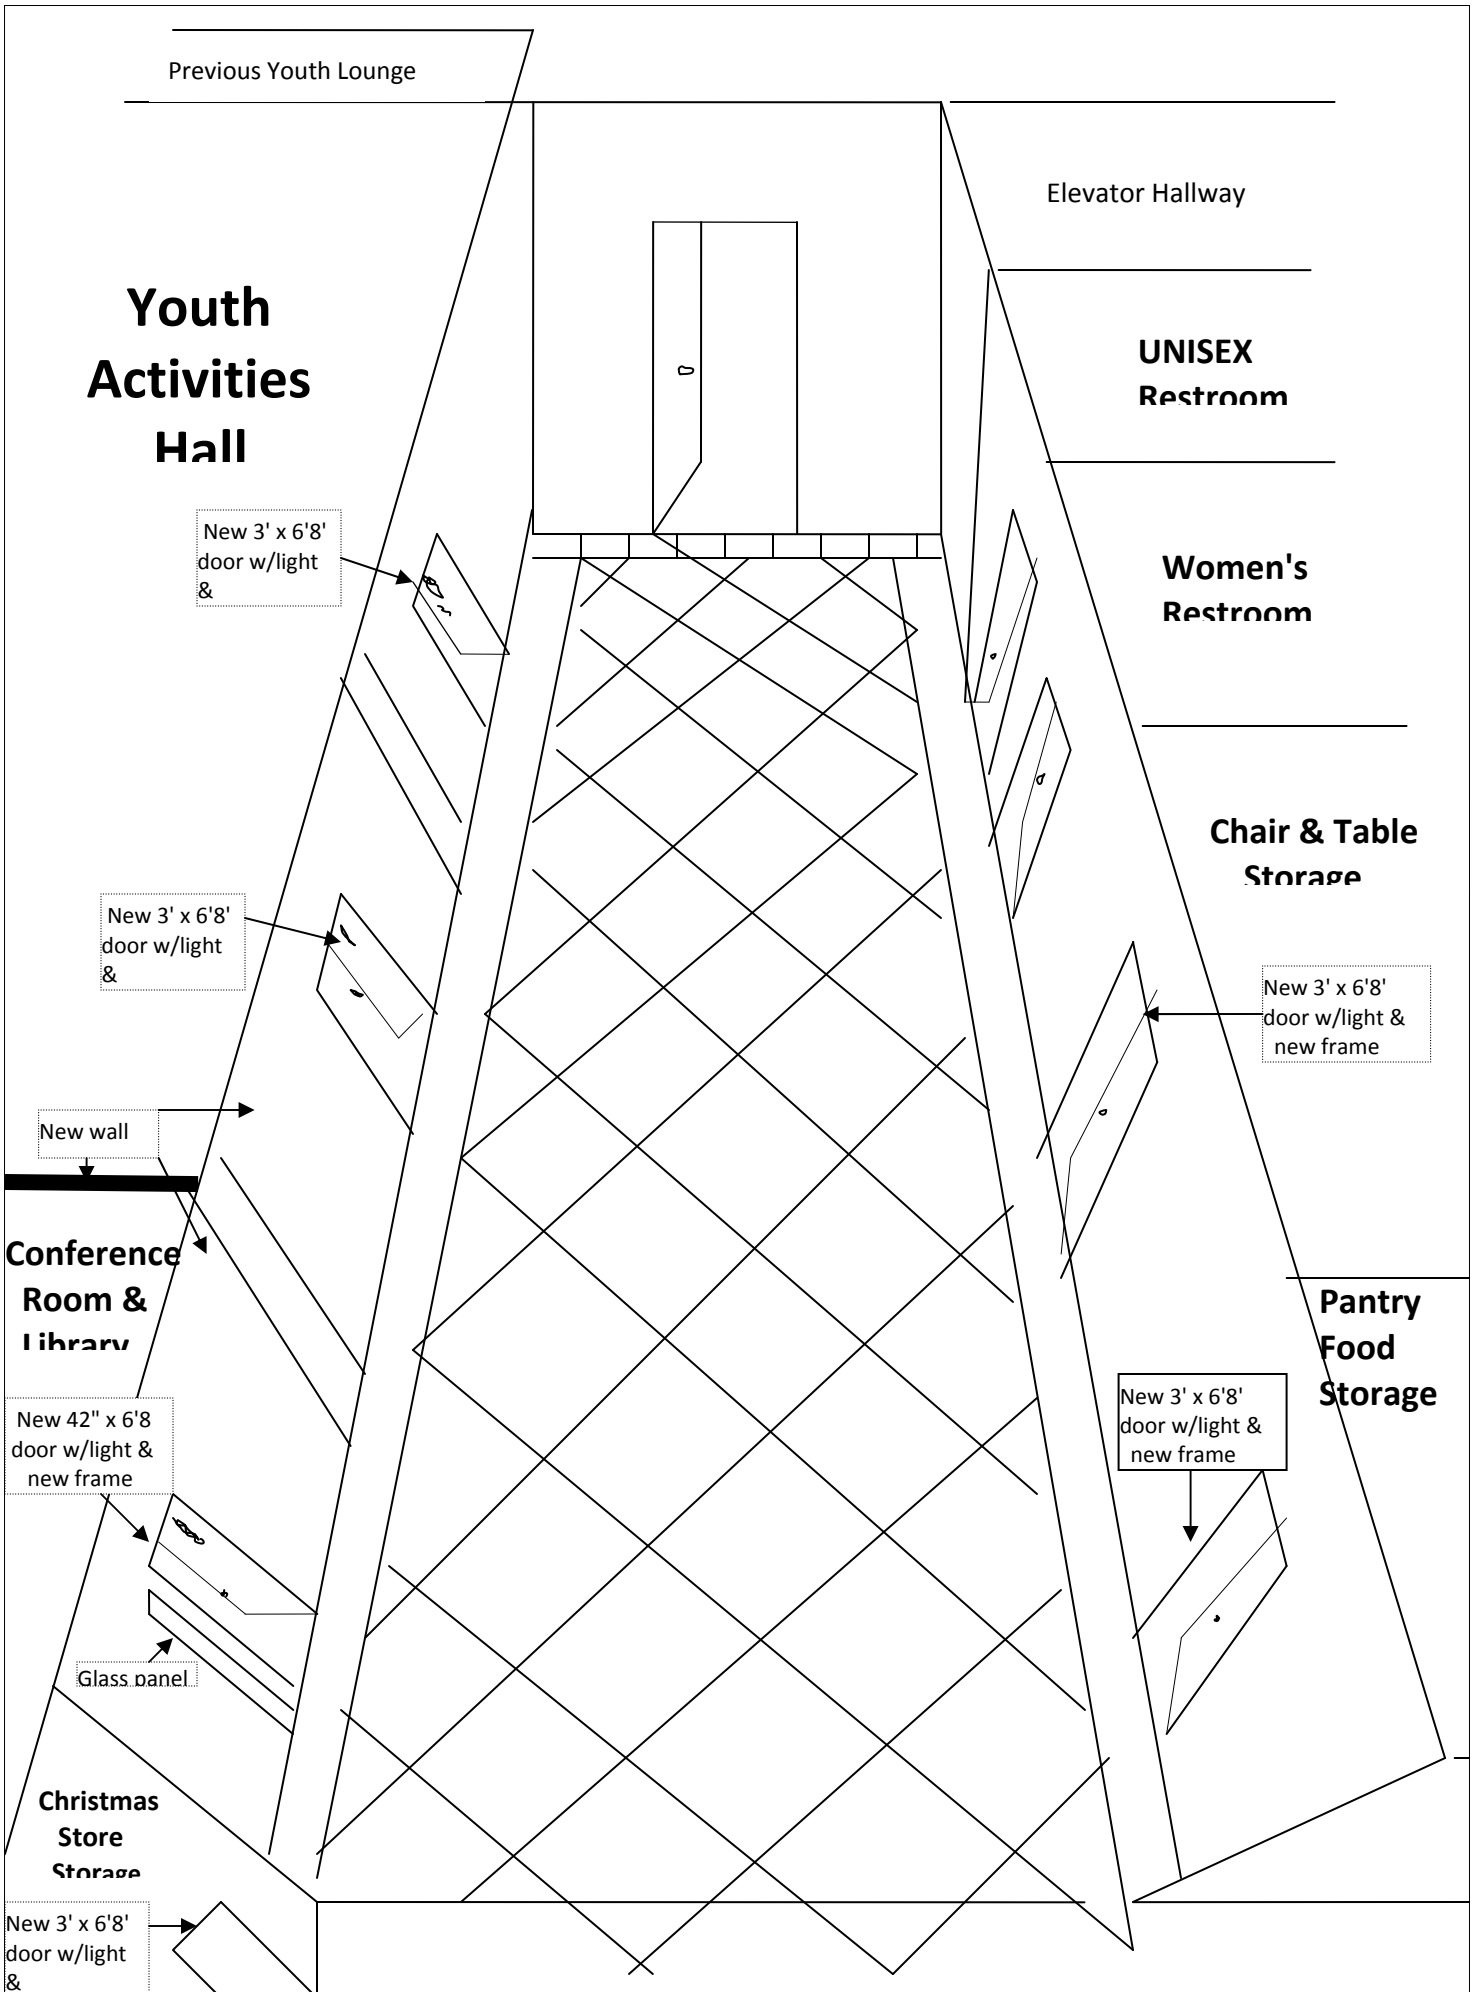 Previous Youth Lounge
Elevator Hallway
Youth
Activities
Hall
UNISEX
Restroom
New 3' x 6'8'
door w/light
&
Women's
Restroom
Chair & Table
Storage
New 3' x 6'8'
door w/light
&
New 3' x 6'8'
door w/light &
new frame
New wall
Conference
Room &
Library
Pantry
Food
Storage
New 42" x 6'8
door w/light &
new frame
New 3' x 6'8'
door w/light &
new frame
Glass panel
Christmas
Store
Storage
New 3' x 6'8'
door w/light
&